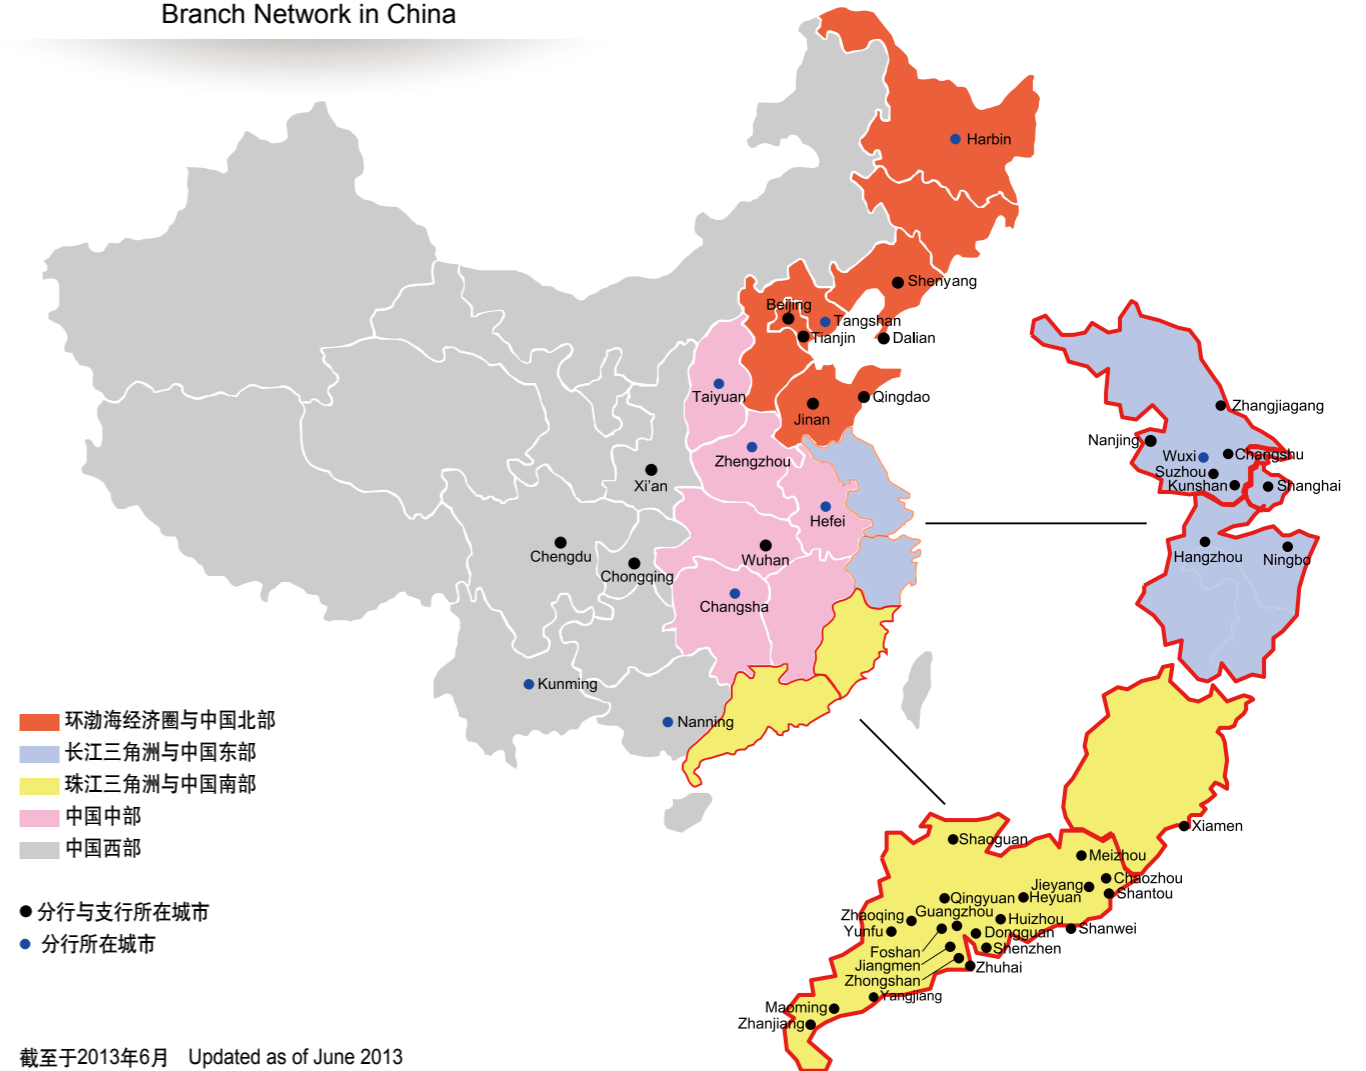 Branch Network in China
Harbin
Shenyang
Beijing
Tangshan
Tianjin
Dalian
Taiyuan
Qingdao
Jinan
Zhengzhou
Xi'an
Hefei
Chengdu
Wuhan
Chongqing
Changsha
Kunming
Nanning
Zhangjiagang
Nanjing
Wuxi
Changshu
Suzhou
Kunshan
Shanghai
Hangzhou
Ningbo
Xiamen
Shaoguan
Meizhou
Jieyang
Chaozhou
Shantou
Qingyuan
Heyuan
Zhaoqing
Guangzhou
Huizhou
Yunfu
Dongguan
Shanwei
Foshan
Shenzhen
Jiangmen
Zhuhai
Zhongshan
Yangjiang
Maoming
Zhanjiang
环渤海经济圈与中国北部
长江三角洲与中国东部
珠江三角洲与中国南部
中国中部
中国西部
分行与支行所在城市
分行所在城市
截至于2013年6月 Updated as of June 2013